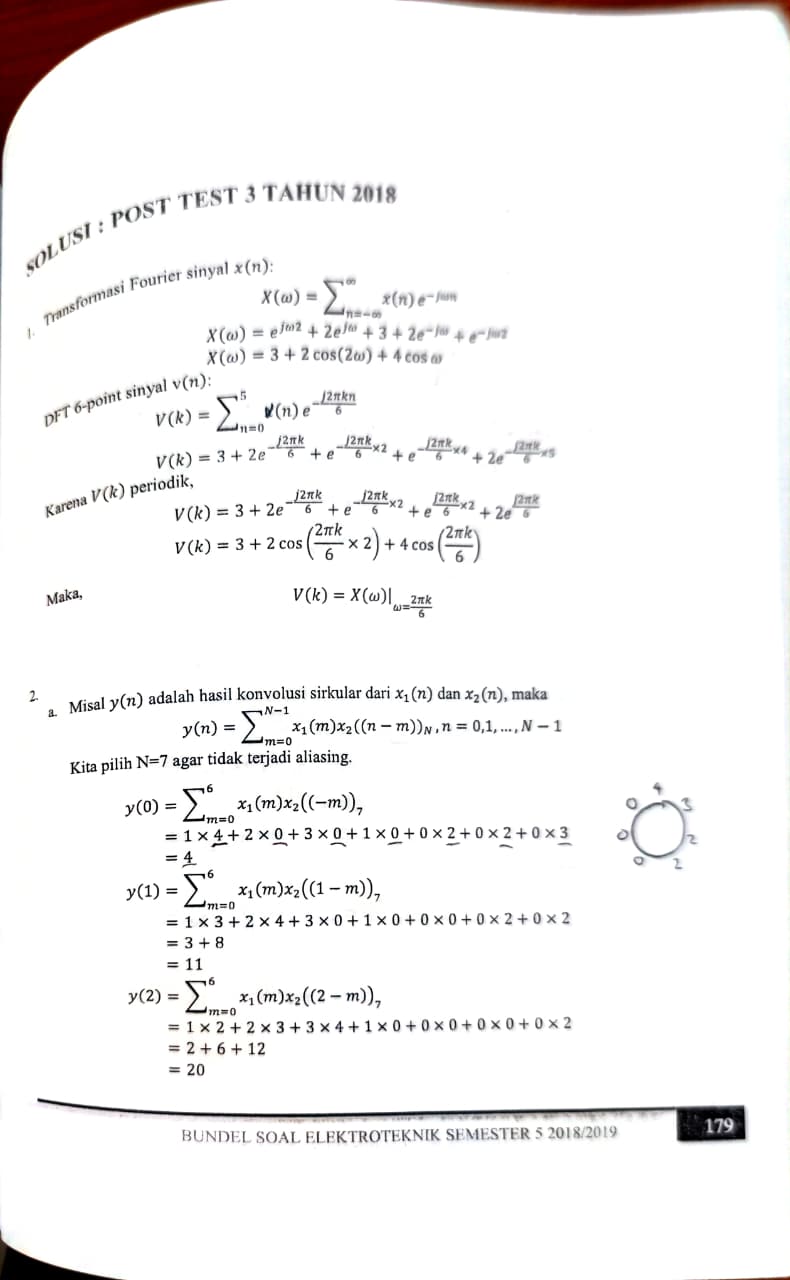 SOLUSI : POST TEST 3 TAHUN 2018
1. Transformasi Fourier sinyal x(n):
X(ω) = ∑_{n=-∞}^{∞} x(n) e^{-jωn}
X(ω) = e^{jω2} + 2e^{jω} + 3 + 2e^{-jω} + e^{-jω2}
X(ω) = 3 + 2 cos(2ω) + 4 cos ω
DFT 6-point sinyal v(n):
V(k) = ∑_{n=0}^{5} v(n) e^{-j2πkn/6}
V(k) = 3 + 2e^{-j2πk/6} + e^{-j2πk/6 ×2} + e^{-j2πk/6 ×4} + 2e^{-j2πk/6 ×5}
Karena V(k) periodik,
V(k) = 3 + 2e^{-j2πk/6} + e^{-j2πk/6 ×2} + e^{j2πk/6 ×2} + 2e^{j2πk/6}
V(k) = 3 + 2 cos (2πk/6 × 2) + 4 cos (2πk/6)
Maka,
V(k) = X(ω)|_{ω=2πk/6}
2.
a. Misal y(n) adalah hasil konvolusi sirkular dari x₁(n) dan x₂(n), maka
y(n) = ∑_{m=0}^{N-1} x₁(m)x₂((n − m))_N, n = 0,1, ..., N − 1
Kita pilih N=7 agar tidak terjadi aliasing.
y(0) = ∑_{m=0}^{6} x₁(m)x₂((−m))₇
= 1 × 4 + 2 × 0 + 3 × 0 + 1 × 0 + 0 × 2 + 0 × 2 + 0 × 3
= 4
y(1) = ∑_{m=0}^{6} x₁(m)x₂((1 − m))₇
= 1 × 3 + 2 × 4 + 3 × 0 + 1 × 0 + 0 × 0 + 0 × 2 + 0 × 2
= 3 + 8
= 11
y(2) = ∑_{m=0}^{6} x₁(m)x₂((2 − m))₇
= 1 × 2 + 2 × 3 + 3 × 4 + 1 × 0 + 0 × 0 + 0 × 0 + 0 × 2
= 2 + 6 + 12
= 20
4
0 3
0 2
0 2
BUNDEL SOAL ELEKTROTEKNIK SEMESTER 5 2018/2019
179